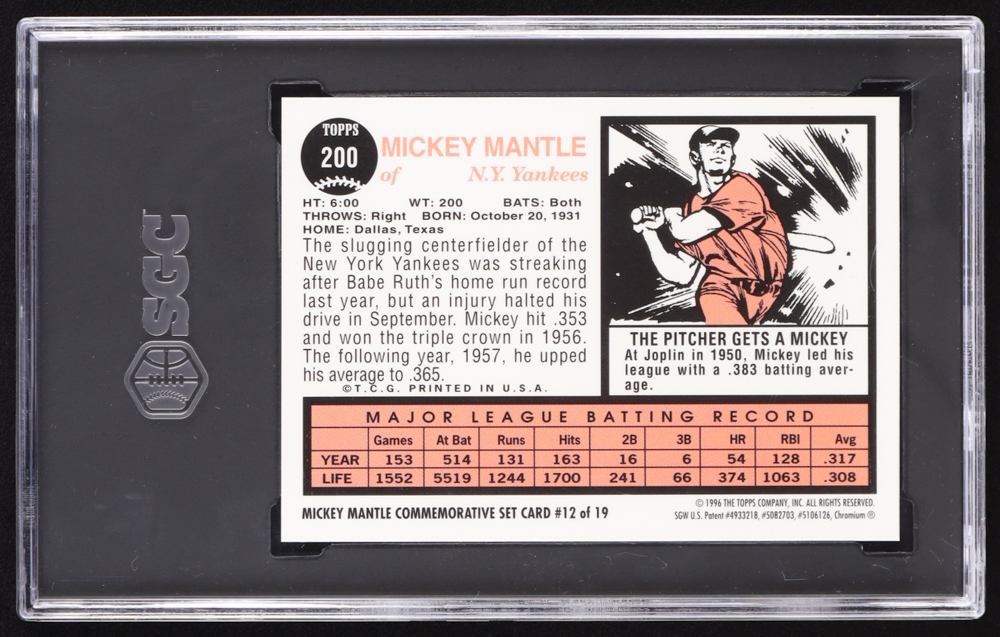 SGC
TOPPS
200
MICKEY MANTLE
of N.Y. Yankees
HT: 6:00 WT: 200 BATS: Both
THROWS: Right BORN: October 20, 1931
HOME: Dallas, Texas
The slugging centerfielder of the
New York Yankees was streaking
after Babe Ruth's home run record
last year, but an injury halted his
drive in September. Mickey hit .353
and won the triple crown in 1956.
The following year, 1957, he upped
his average to .365.
©T.C.G. PRINTED IN U.S.A.
THE PITCHER GETS A MICKEY
At Joplin in 1950, Mickey led his
league with a .383 batting aver-
age.
MAJOR LEAGUE BATTING RECORD
Games At Bat Runs Hits 2B 3B HR RBI Avg
YEAR 153 514 131 163 16 6 54 128 .317
LIFE 1552 5519 1244 1700 241 66 374 1063 .308
© 1996 THE TOPPS COMPANY, INC. ALL RIGHTS RESERVED.
MICKEY MANTLE COMMEMORATIVE SET CARD #12 of 19
SGW U.S. Patent #4933218, #5082703, #5106126, Chromium ®